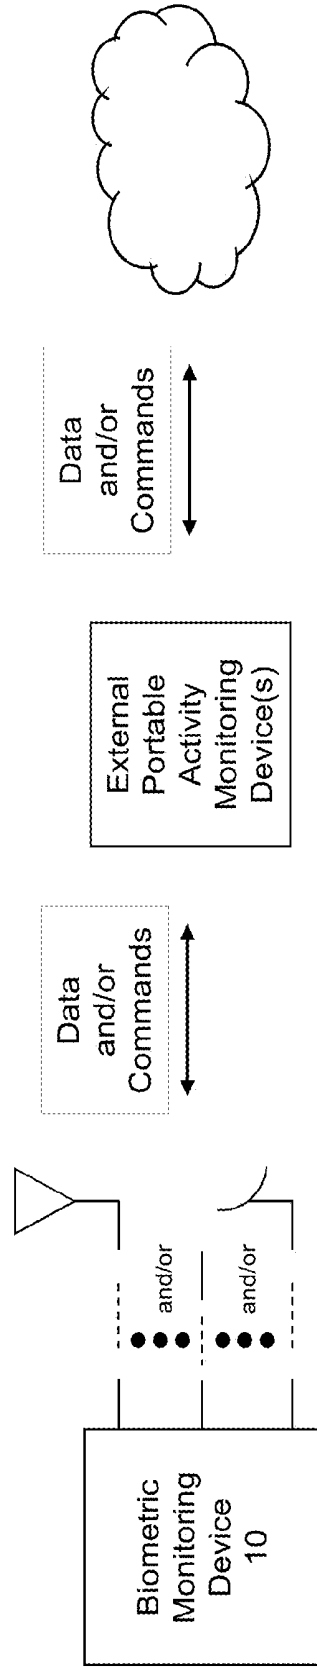 Biometric
Monitoring
Device
10
and/or
and/or
Data
and/or
Commands
External
Portable
Activity
Monitoring
Device(s)
Data
and/or
Commands